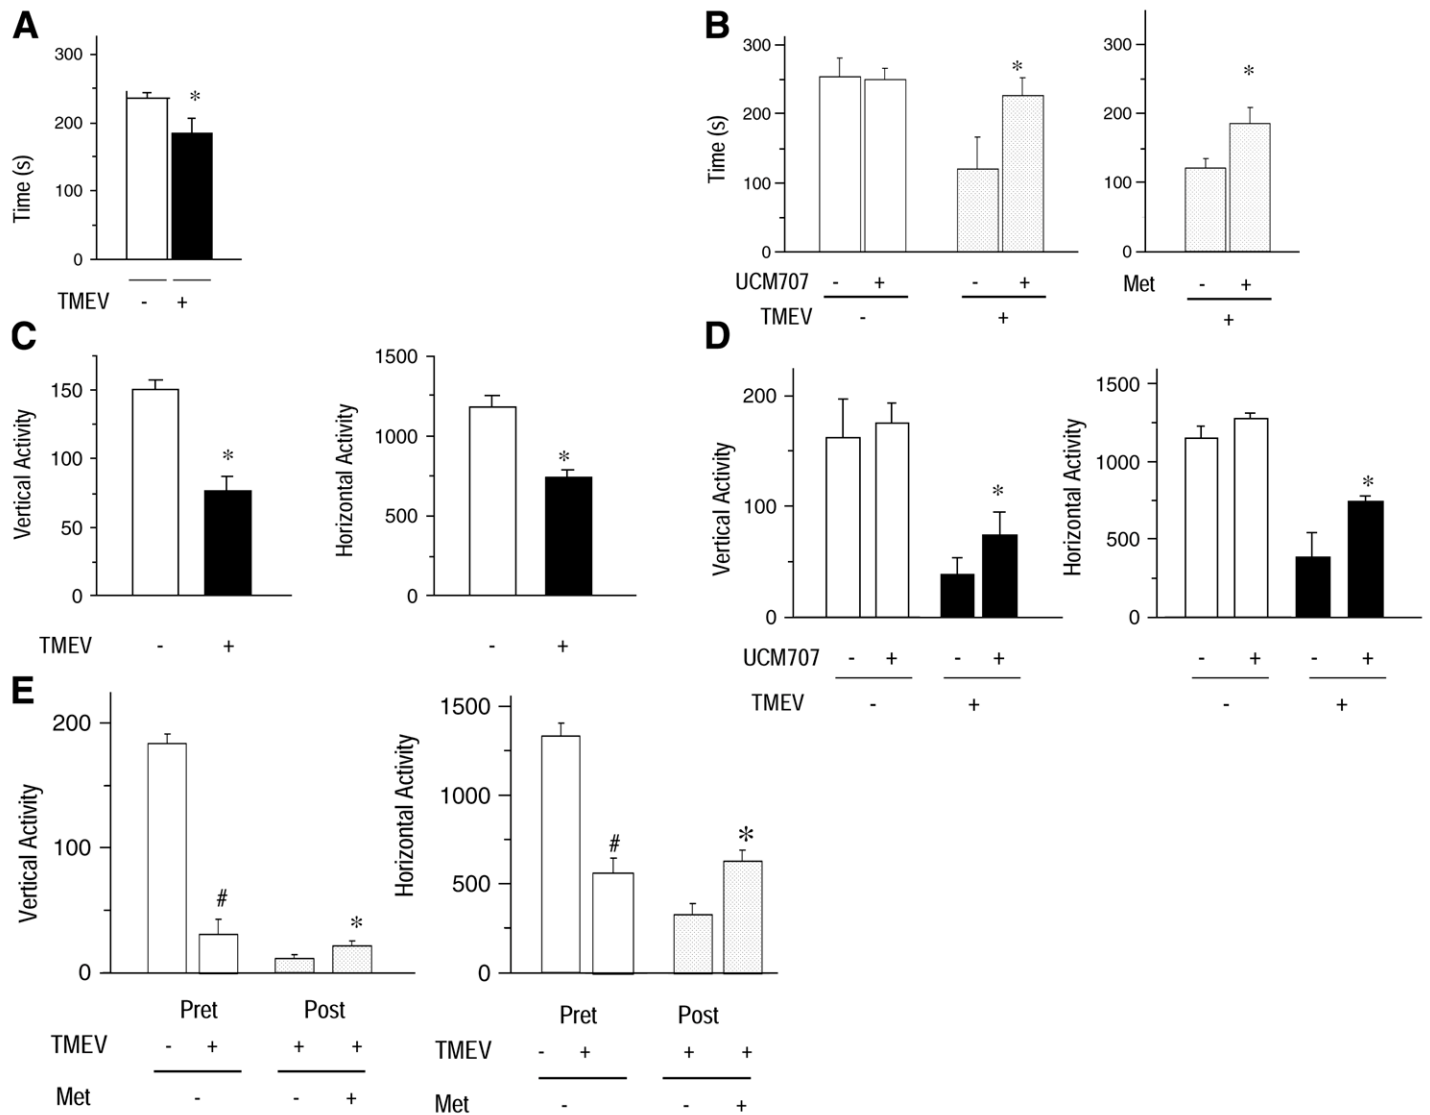 A
Time (s)
300
200
100
0
*
TMEV - +
B
Time (s)
300
200
100
0
*
UCM707 - + - +
TMEV - +
300
200
100
0
*
Met - +
+
C
Vertical Activity
150
100
50
0
*
TMEV - +
Horizontal Activity
1500
1000
500
0
*
- +
D
Vertical Activity
200
100
0
*
UCM707 - + - +
TMEV - +
Horizontal Activity
1500
1000
500
0
*
- + - +
- +
E
Vertical Activity
200
100
0
#
*
Pret Post
TMEV - + + +
Met - - +
Horizontal Activity
1500
1000
500
0
#
*
Pret Post
TMEV - + + +
Met - - +